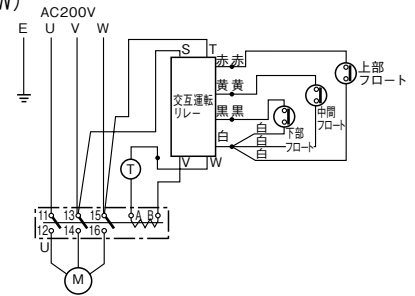 W)
AC200V
E U V W
S T
赤 赤
上部
フロート
黄 黄
交互運転
リレー
黒 黒
中間
フロート
白
白
下部
フロート
白
白
V W
T
11 13 15 A B
12 14 16
U
M